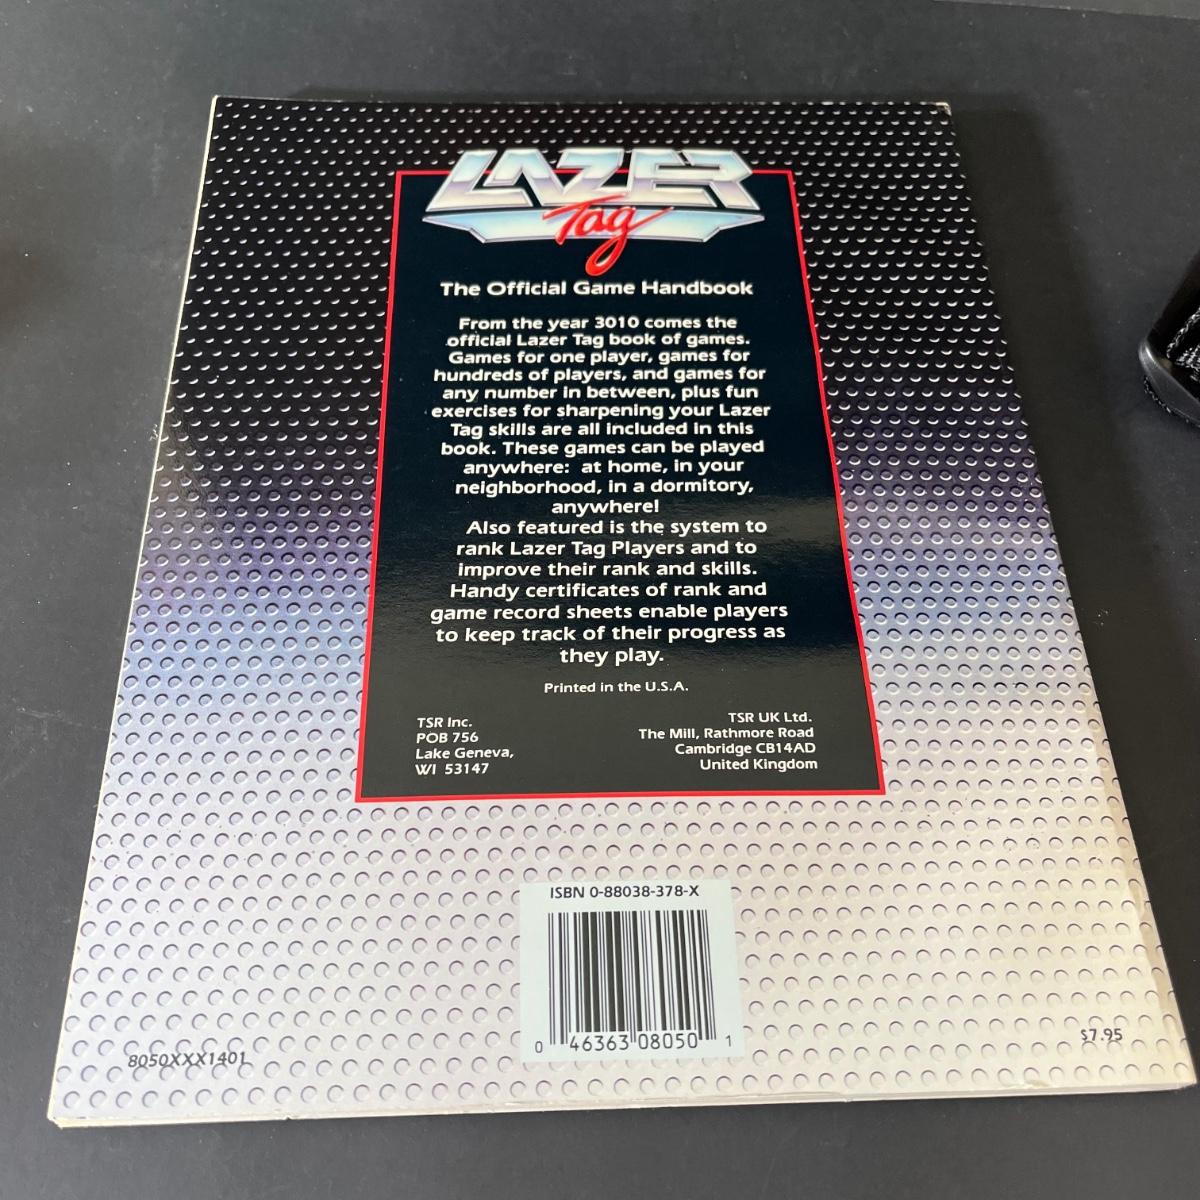 LAZER
Tag
The Official Game Handbook
From the year 3010 comes the
official Lazer Tag book of games.
Games for one player, games for
hundreds of players, and games for
any number in between, plus fun
exercises for sharpening your Lazer
Tag skills are all included in this
book. These games can be played
anywhere: at home, in your
neighborhood, in a dormitory,
anywhere!
Also featured is the system to
rank Lazer Tag Players and to
improve their rank and skills.
Handy certificates of rank and
game record sheets enable players
to keep track of their progress as
they play.
Printed in the U.S.A.
TSR Inc.
POB 756
Lake Geneva,
WI 53147
TSR UK Ltd.
The Mill, Rathmore Road
Cambridge CB14AD
United Kingdom
ISBN 0-88038-378-X
0 46363 08050 1
8050XXX1401
$7.95